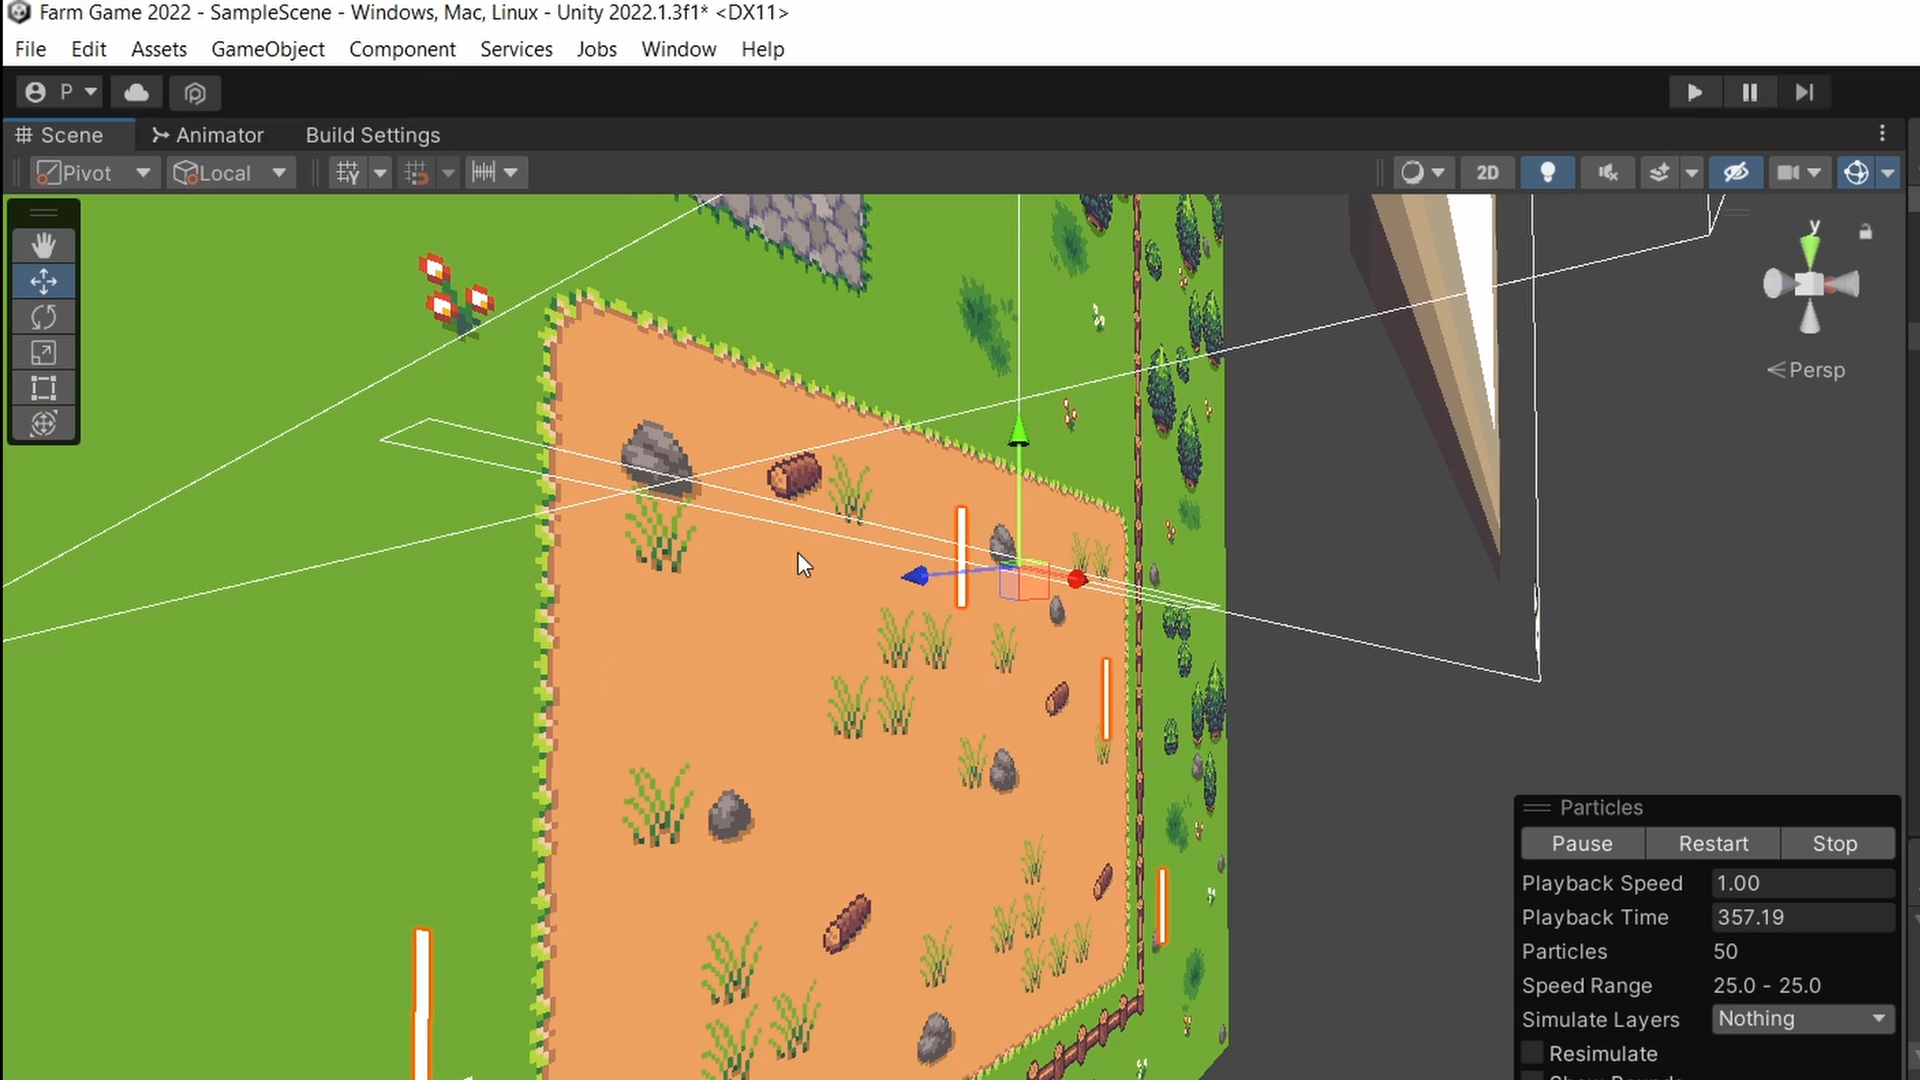 Farm Game 2022 - SampleScene - Windows, Mac, Linux - Unity 2022.1.3f1* <DX11>
File Edit Assets GameObject Component Services Jobs Window Help
P
Scene Animator Build Settings
Pivot Local 2D
y
Persp
Particles
Pause Restart Stop
Playback Speed 1.00
Playback Time 357.19
Particles 50
Speed Range 25.0 - 25.0
Simulate Layers Nothing
Resimulate